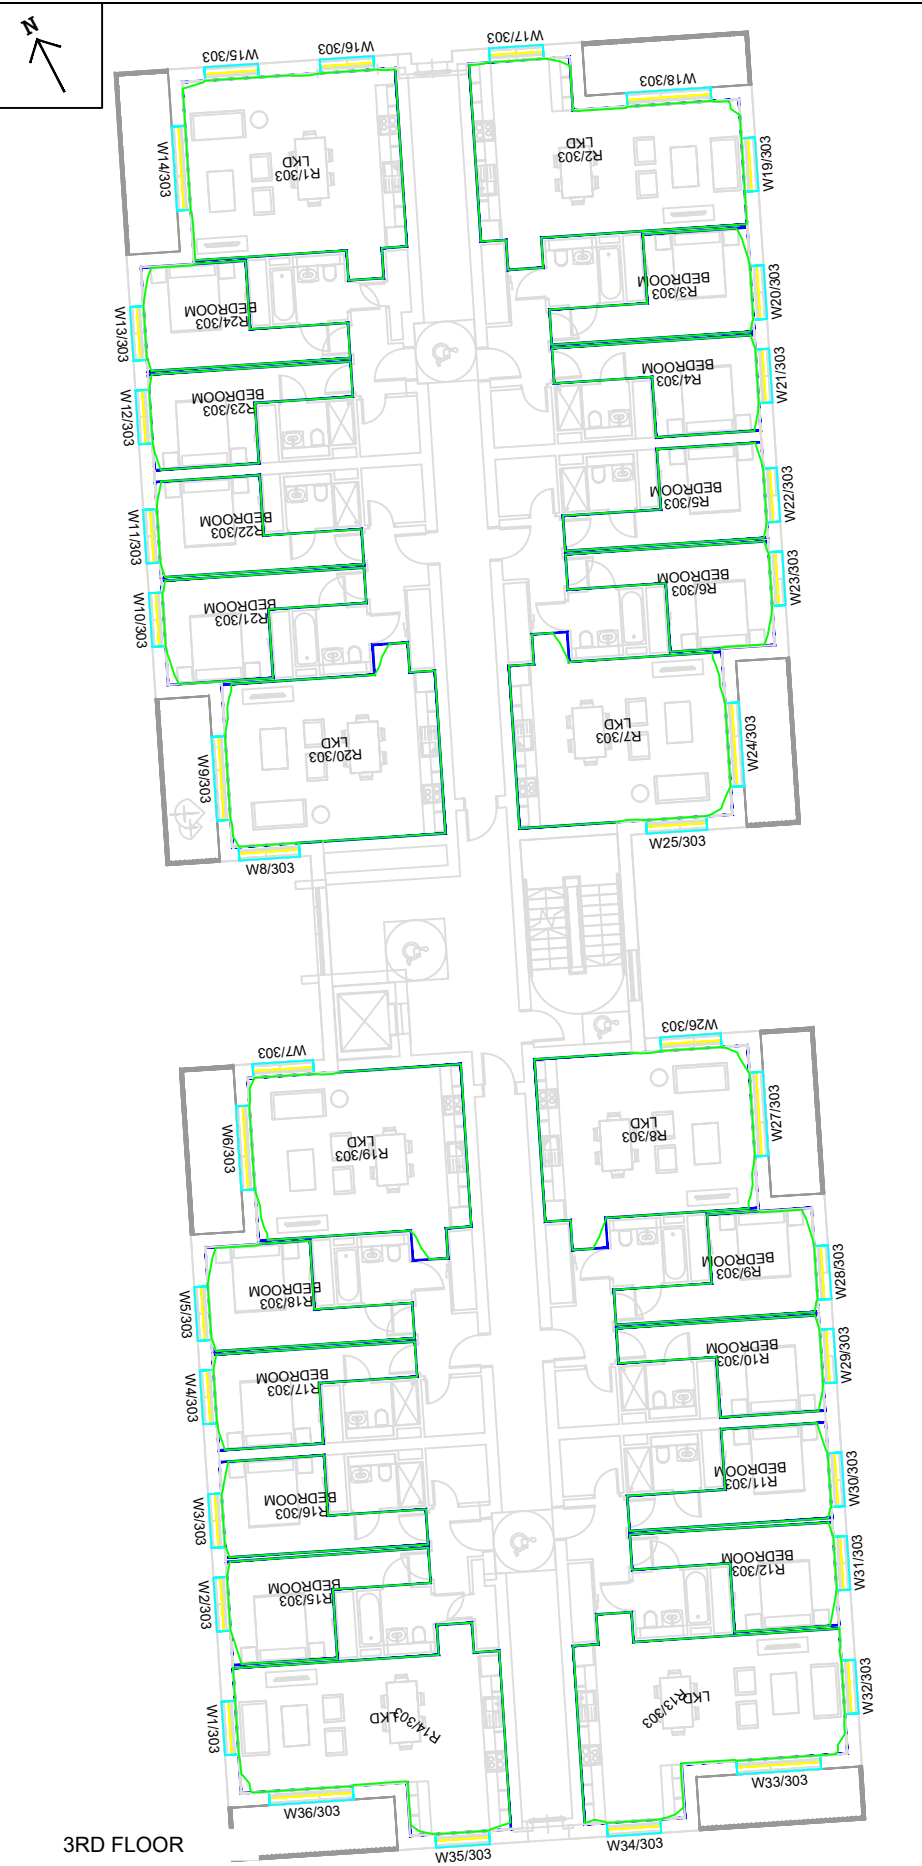 N
W15/303
W16/303
W17/303
W18/303
W14/303
R1/303
LKD
R2/303
LKD
W19/303
W13/303
R24/303
BEDROOM
R3/303
BEDROOM
W20/303
W12/303
R23/303
BEDROOM
R4/303
BEDROOM
W21/303
W11/303
R22/303
BEDROOM
R5/303
BEDROOM
W22/303
W10/303
R21/303
BEDROOM
R6/303
BEDROOM
W23/303
W9/303
R20/303
LKD
R7/303
LKD
W24/303
W8/303
W25/303
W7/303
W26/303
W6/303
R19/303
LKD
R8/303
LKD
W27/303
W5/303
R18/303
BEDROOM
R9/303
BEDROOM
W28/303
W4/303
R17/303
BEDROOM
R10/303
BEDROOM
W29/303
W3/303
R16/303
BEDROOM
R11/303
BEDROOM
W30/303
W2/303
R15/303
BEDROOM
R12/303
BEDROOM
W31/303
W1/303
R14/303
LKD
R13/303
LKD
W32/303
W36/303
W33/303
W35/303
W34/303
3RD FLOOR